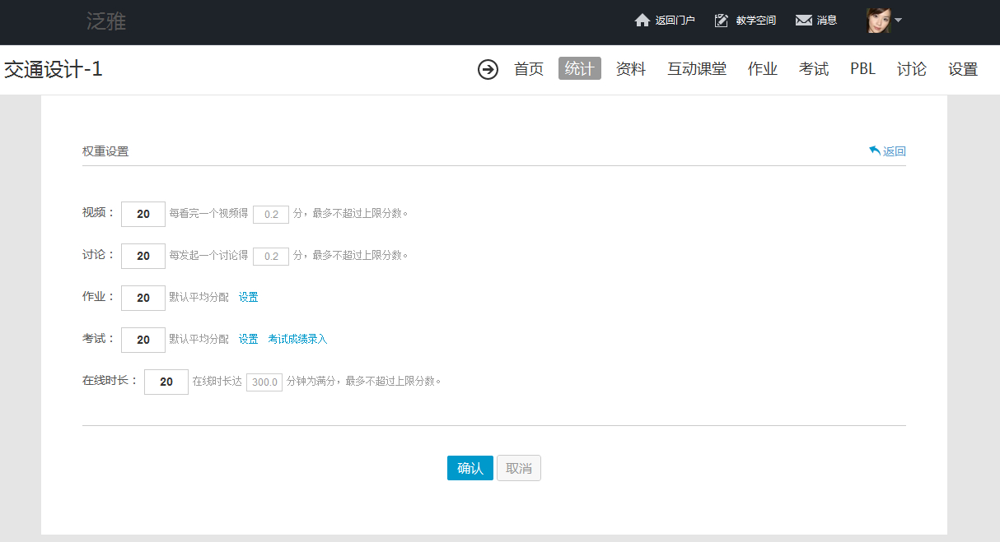 泛雅
返回门户 教学空间 消息
交通设计-1
首页 统计 资料 互动课堂 作业 考试 PBL 讨论 设置
权重设置 返回
视频： 20 每看完一个视频得 0.2 分，最多不超过上限分数。
讨论： 20 每发起一个讨论得 0.2 分，最多不超过上限分数。
作业： 20 默认平均分配 设置
考试： 20 默认平均分配 设置 考试成绩录入
在线时长： 20 在线时长达 300.0 分钟为满分，最多不超过上限分数。
确认 取消